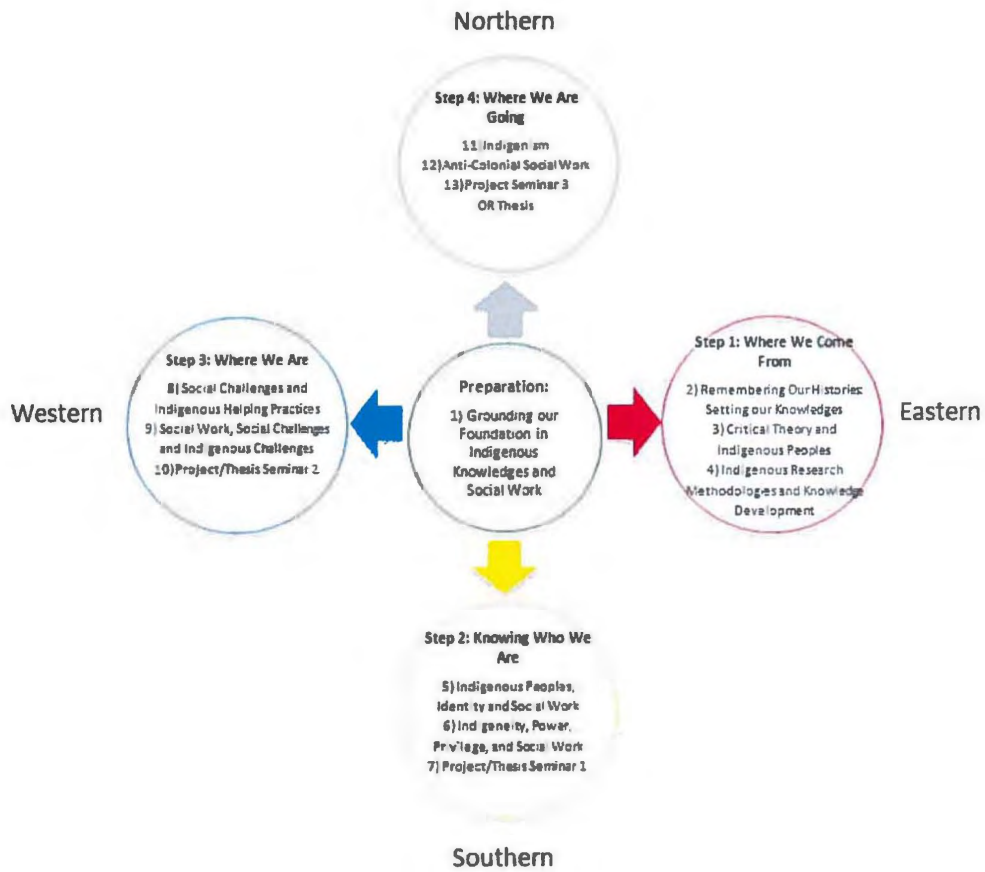 Northern
Step 4: Where We Are
Going
11) Indigenism
12)Anti-Colonial Social Work
13)Project Seminar 3
OR Thesis
Western
Step 3: Where We Are
8) Social Challenges and
Indigenous Helping Practices
9) Social Work, Social Challenges
and Indigenous Challenges
10)Project/Thesis Seminar 2
Preparation:
1) Grounding our
Foundation in
Indigenous
Knowledges and
Social Work
Step 1: Where We Come
From
2) Remembering Our Histories
Setting our Knowledges
3) Critical Theory and
Indigenous Peoples
4) Indigenous Research
Methodologies and Knowledge
Development
Eastern
Step 2: Knowing Who We
Are
5) Indigenous Peoples,
Identity and Social Work
6) Indigeneity, Power,
Privilege, and Social Work
7) Project/Thesis Seminar 1
Southern